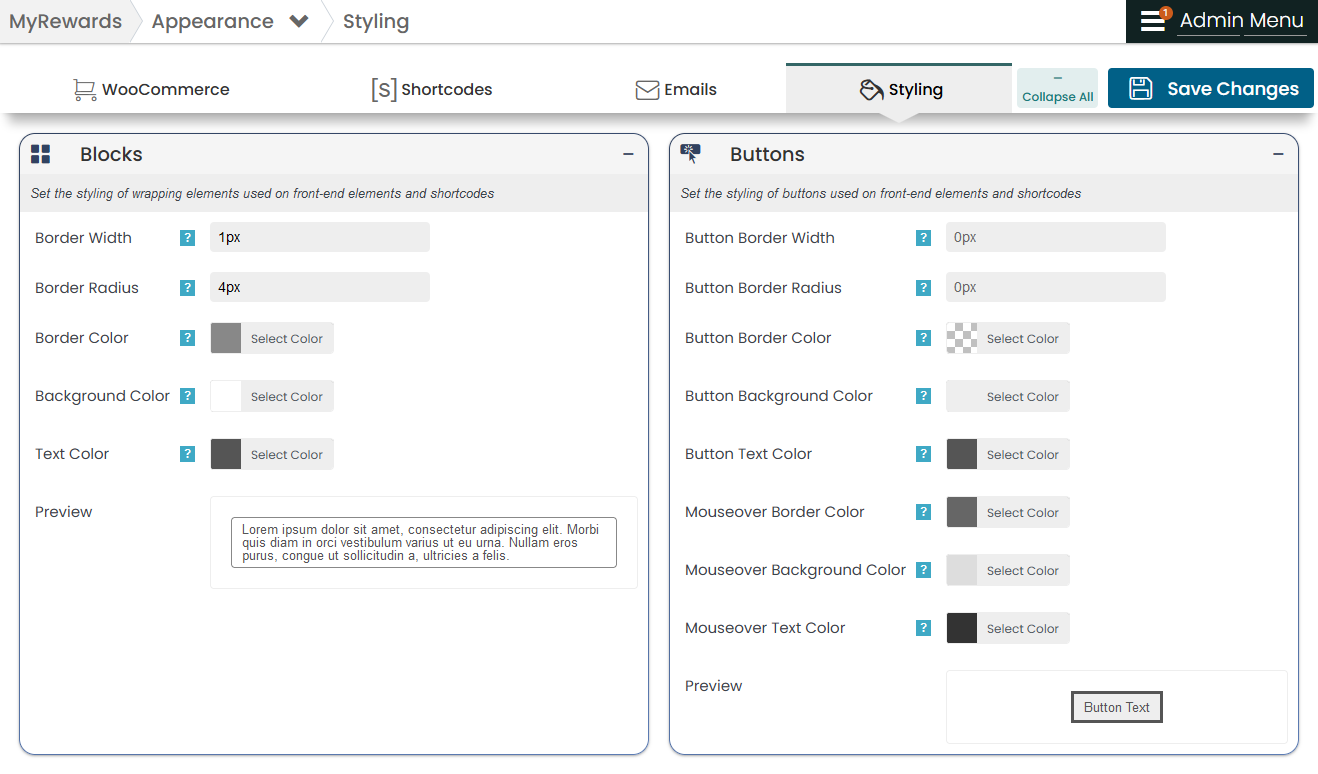 MyRewards Appearance Styling
1 Admin Menu
WooCommerce [S] Shortcodes Emails Styling
Collapse All
Save Changes
Blocks
Set the styling of wrapping elements used on front-end elements and shortcodes
Border Width ? 1px
Border Radius ? 4px
Border Color ? Select Color
Background Color ? Select Color
Text Color ? Select Color
Preview
Lorem ipsum dolor sit amet, consectetur adipiscing elit. Morbi
quis diam in orci vestibulum varius ut eu urna. Nullam eros
purus, congue ut sollicitudin a, ultricies a felis.
Buttons
Set the styling of buttons used on front-end elements and shortcodes
Button Border Width ? 0px
Button Border Radius ? 0px
Button Border Color ? Select Color
Button Background Color ? Select Color
Button Text Color ? Select Color
Mouseover Border Color ? Select Color
Mouseover Background Color ? Select Color
Mouseover Text Color ? Select Color
Preview
Button Text